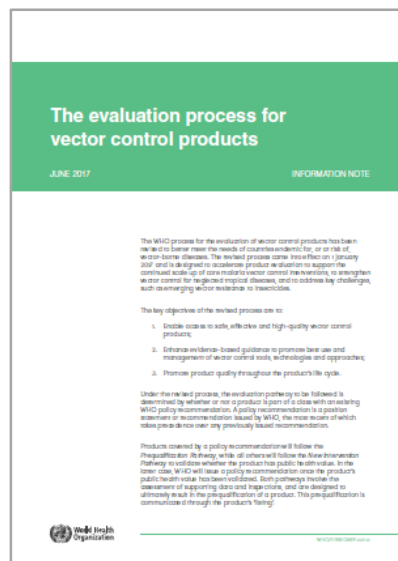 The evaluation process for
vector control products
JUNE 2017
INFORMATION NOTE
The WHO process for the evaluation of vector control products has been
revised to better meet the needs of countries endemic for, or at risk of,
vector-borne diseases. The revised process came into effect on 1 January
2017 and is designed to accelerate product evaluation to support the
continued scale up of core malaria vector control interventions, to strengthen
vector control for neglected tropical diseases, and to address key challenges,
such as emerging vector resistance to insecticides.
The key objectives of the revised process are to:
1. Enable access to safe, effective and high-quality vector control
products;
2. Enhance evidence-based guidance to promote best use and
management of vector control tools, technologies and approaches;
3. Promote product quality throughout the product's life cycle.
Under the revised process, the evaluation pathway to be followed is
determined by whether or not a product is part of a class with an existing
WHO policy recommendation. A policy recommendation is a position
statement or recommendation issued by WHO, the most recent of which
takes precedence over any previously issued recommendation.
Products covered by a policy recommendation will follow the
Prequalification Pathway, while all others will follow the New Intervention
Pathway to validate whether the product has public health value. In the
latter case, WHO will issue a policy recommendation once the product's
public health value has been validated. Both pathways involve the
assessment of supporting data and inspections, and are designed to
ultimately result in the prequalification of a product. This prequalification is
communicated through the product's 'listing'.
World Health
Organization